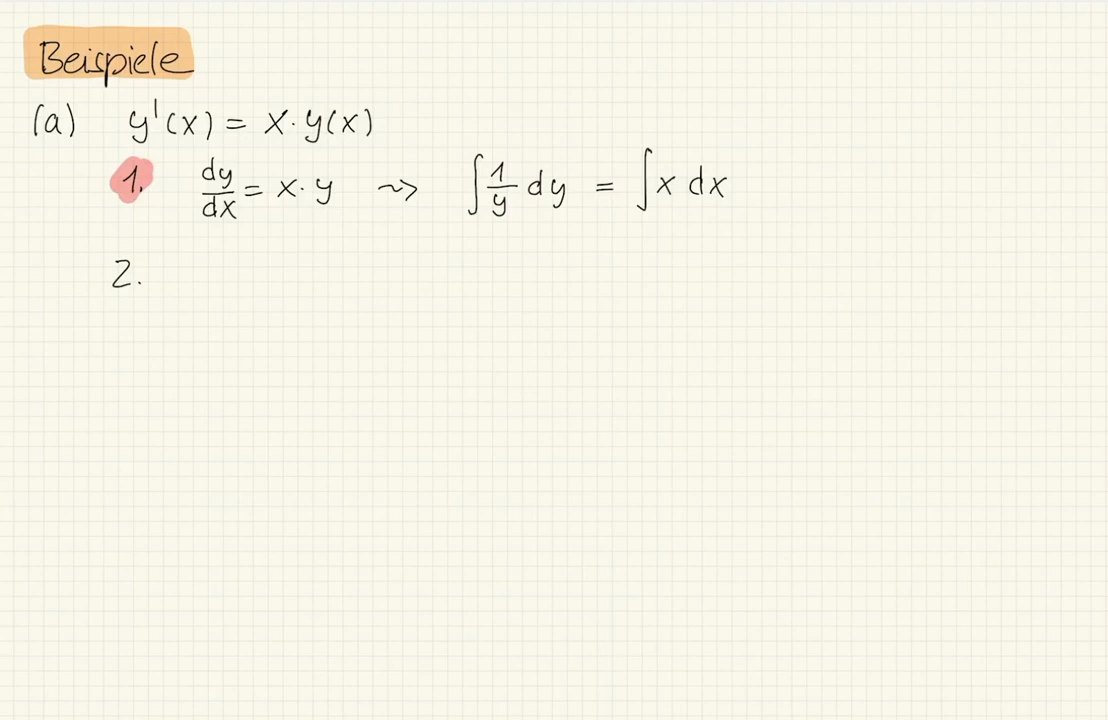 Beispiele
(a) y'(x) = x·y(x)
1. dy/dx = x·y ⇝ ∫ 1/y dy = ∫ x dx
2.